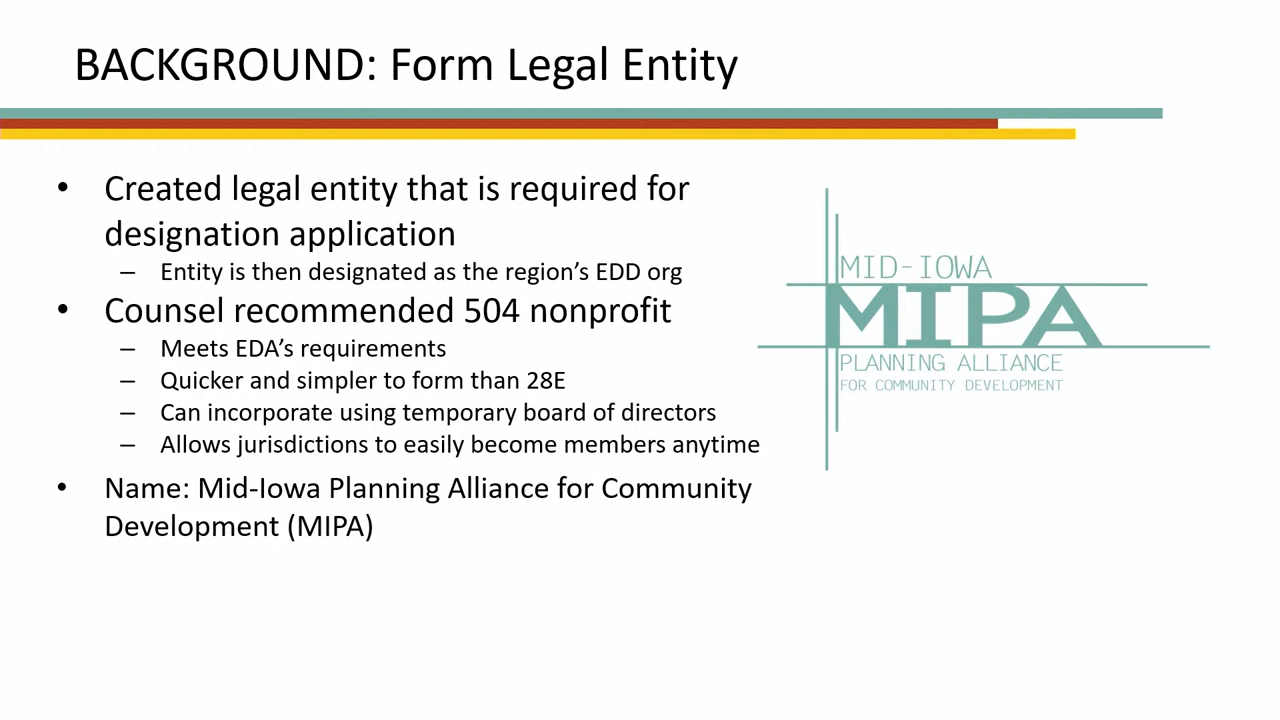 BACKGROUND: Form Legal Entity
• Created legal entity that is required for
designation application
– Entity is then designated as the region’s EDD org
• Counsel recommended 504 nonprofit
– Meets EDA’s requirements
– Quicker and simpler to form than 28E
– Can incorporate using temporary board of directors
– Allows jurisdictions to easily become members anytime
• Name: Mid-Iowa Planning Alliance for Community
Development (MIPA)
MID-IOWA
MIPA
PLANNING ALLIANCE
FOR COMMUNITY DEVELOPMENT